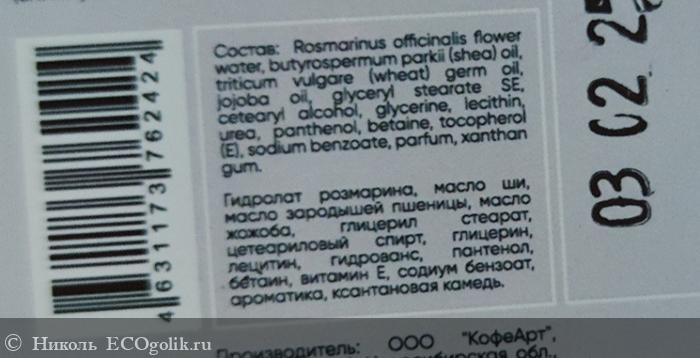 Состав: Rosmarinus officinalis flower
water, butyrospermum parkii (shea) oil,
triticum vulgare (wheat) germ oil,
jojoba oil, glyceryl stearate SE,
cetearyl alcohol, glycerine, lecithin,
urea, panthenol, betaine, tocopherol
(E), sodium benzoate, parfum, xanthan
gum.
Гидролат розмарина, масло ши,
масло зародышей пшеницы, масло
жожоба, глицерил стеарат,
цетеариловый спирт, глицерин,
лецитин, гидрованс, пантенол,
бетаин, витамин Е, содиум бензоат,
ароматика, ксантановая камедь.
4 631173 762424
03 02 2
Производитель: ООО "КофеАрт",
обл.,
Николь ECOgolik.ru